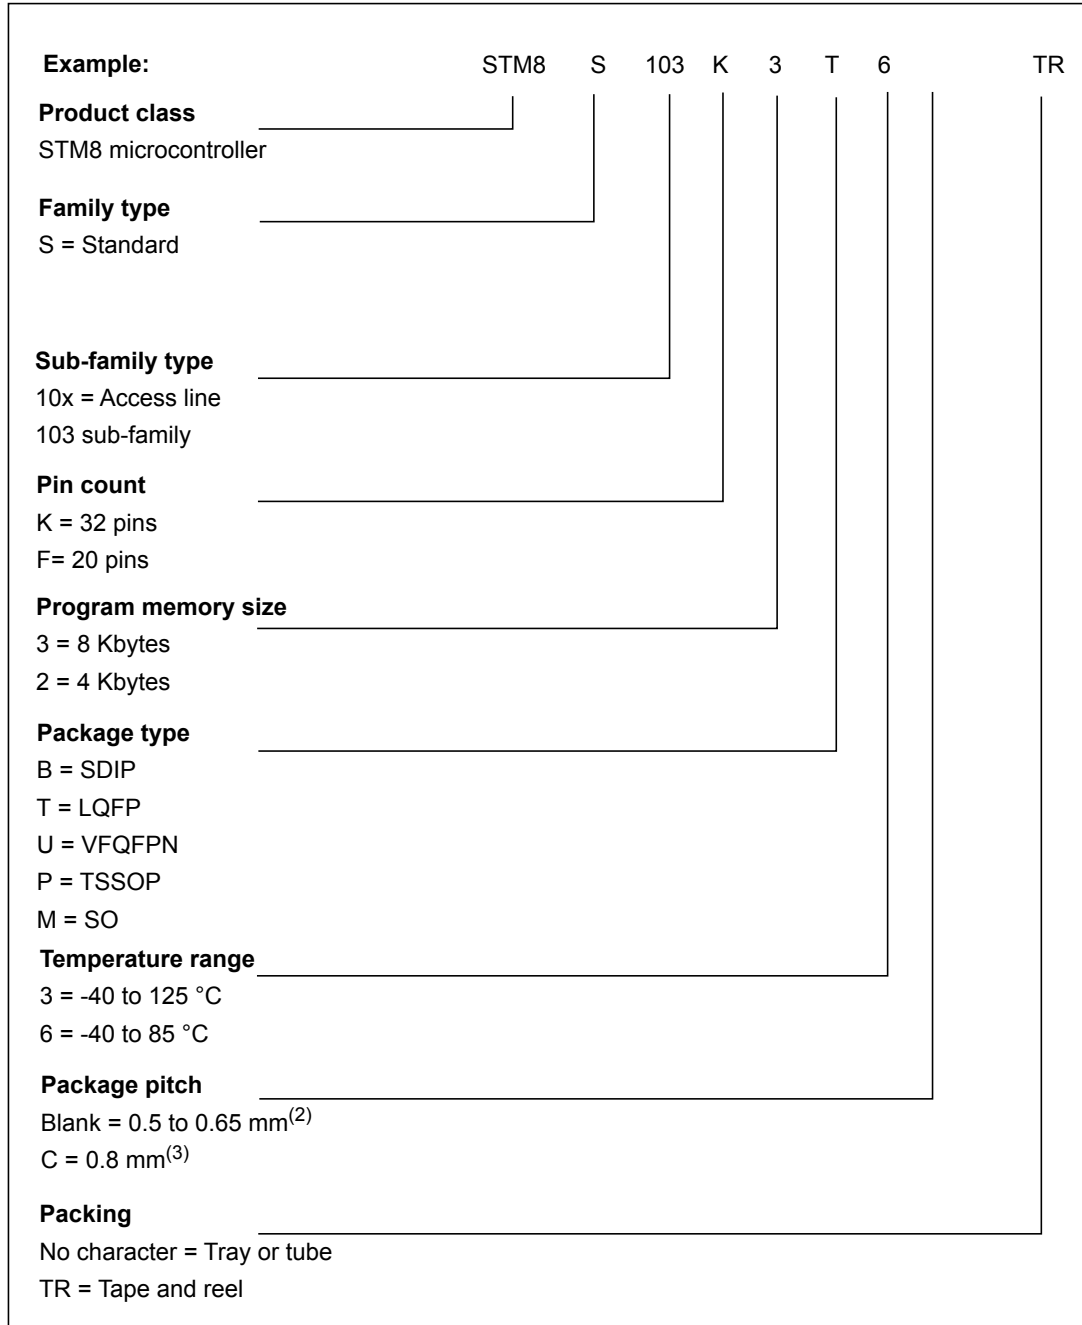 Example: STM8 S 103 K 3 T 6 TR
Product class
STM8 microcontroller
Family type
S = Standard
Sub-family type
10x = Access line
103 sub-family
Pin count
K = 32 pins
F= 20 pins
Program memory size
3 = 8 Kbytes
2 = 4 Kbytes
Package type
B = SDIP
T = LQFP
U = VFQFPN
P = TSSOP
M = SO
Temperature range
3 = -40 to 125 °C
6 = -40 to 85 °C
Package pitch
Blank = 0.5 to 0.65 mm(2)
C = 0.8 mm(3)
Packing
No character = Tray or tube
TR = Tape and reel